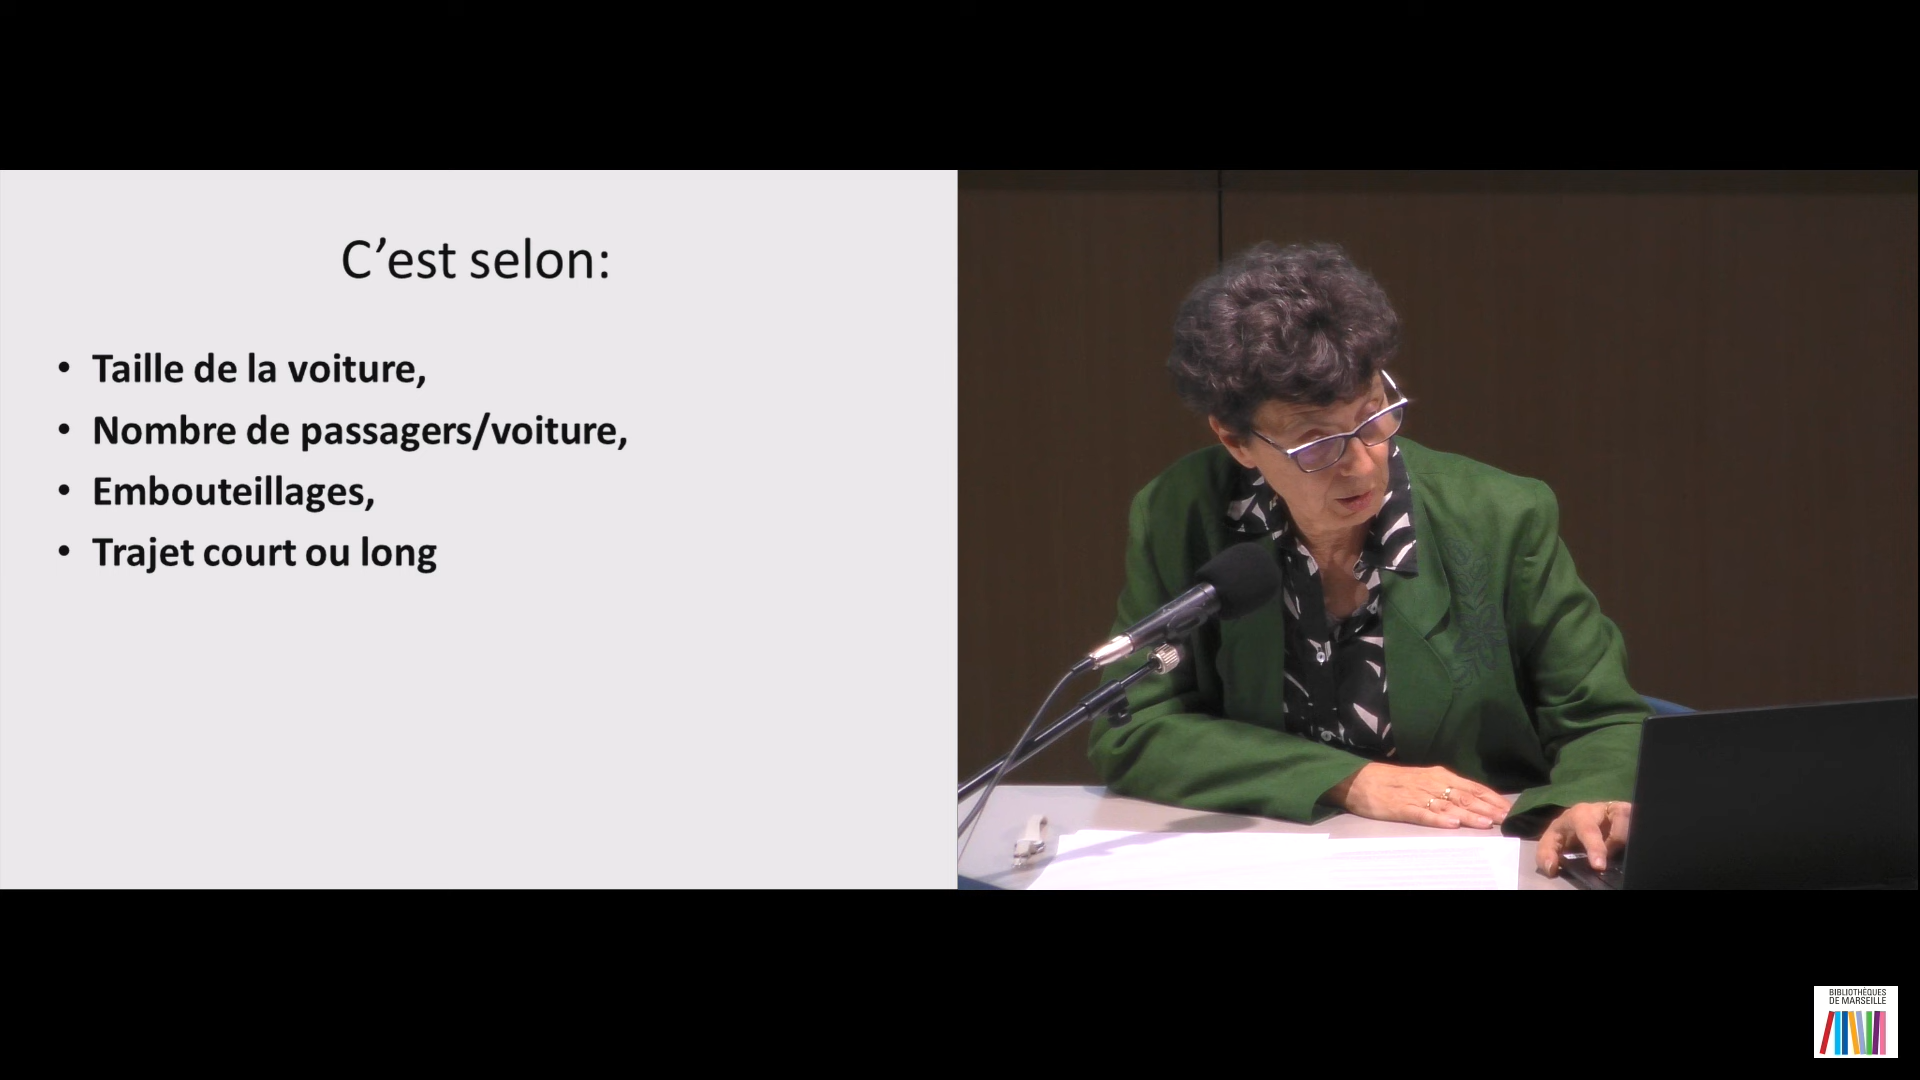 C’est selon:
• Taille de la voiture,
• Nombre de passagers/voiture,
• Embouteillages,
• Trajet court ou long
BIBLIOTHÈQUES
DE MARSEILLE